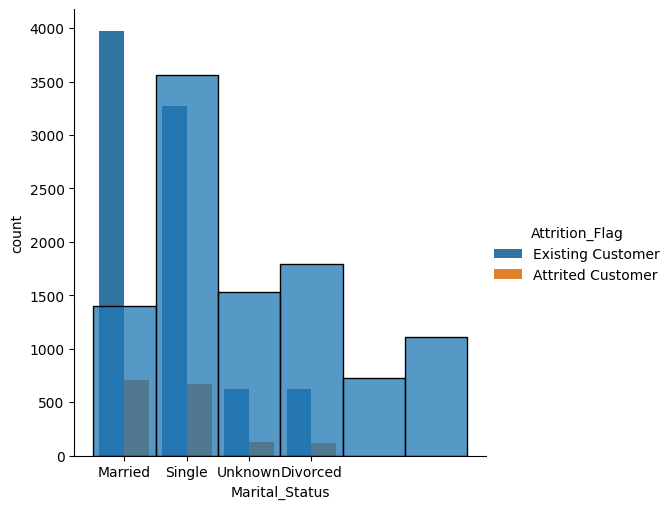 4000
3500
3000
2500
2000
1500
1000
500
0
count
Married Single Unknown Divorced
Marital_Status
Attrition_Flag
Existing Customer
Attrited Customer